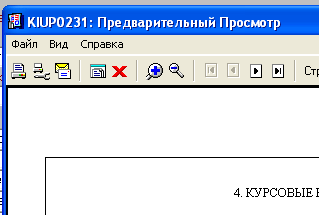 KIUP0231: Предварительный Просмотр
Файл Вид Справка
4. КУРСОВЫЕ